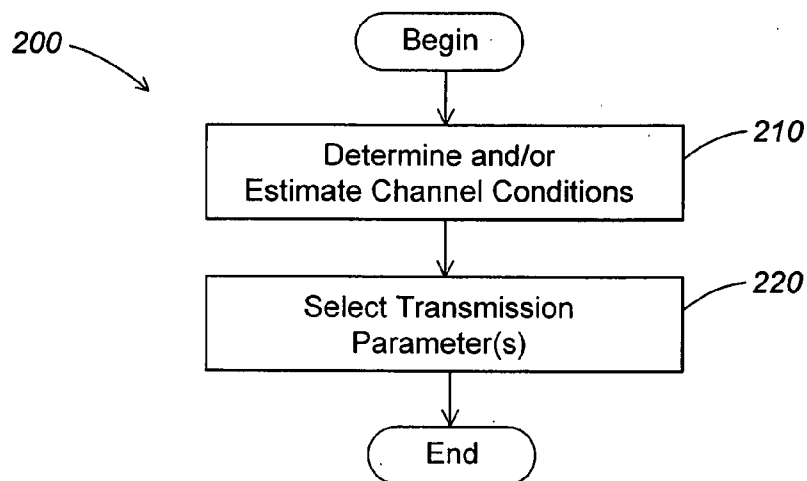 Begin
200
Determine and/or
Estimate Channel Conditions
210
Select Transmission
Parameter(s)
220
End